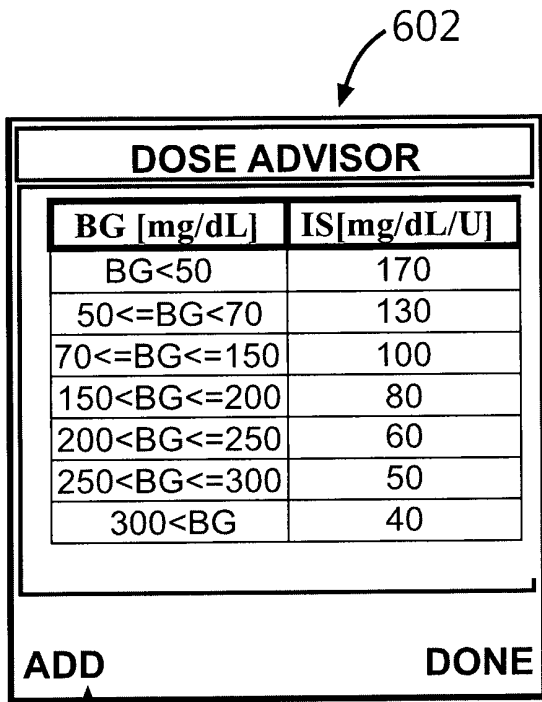 602
DOSE ADVISOR
BG [mg/dL] IS[mg/dL/U]
BG<50 170
50<=BG<70 130
70<=BG<=150 100
150<BG<=200 80
200<BG<=250 60
250<BG<=300 50
300<BG 40
ADD DONE